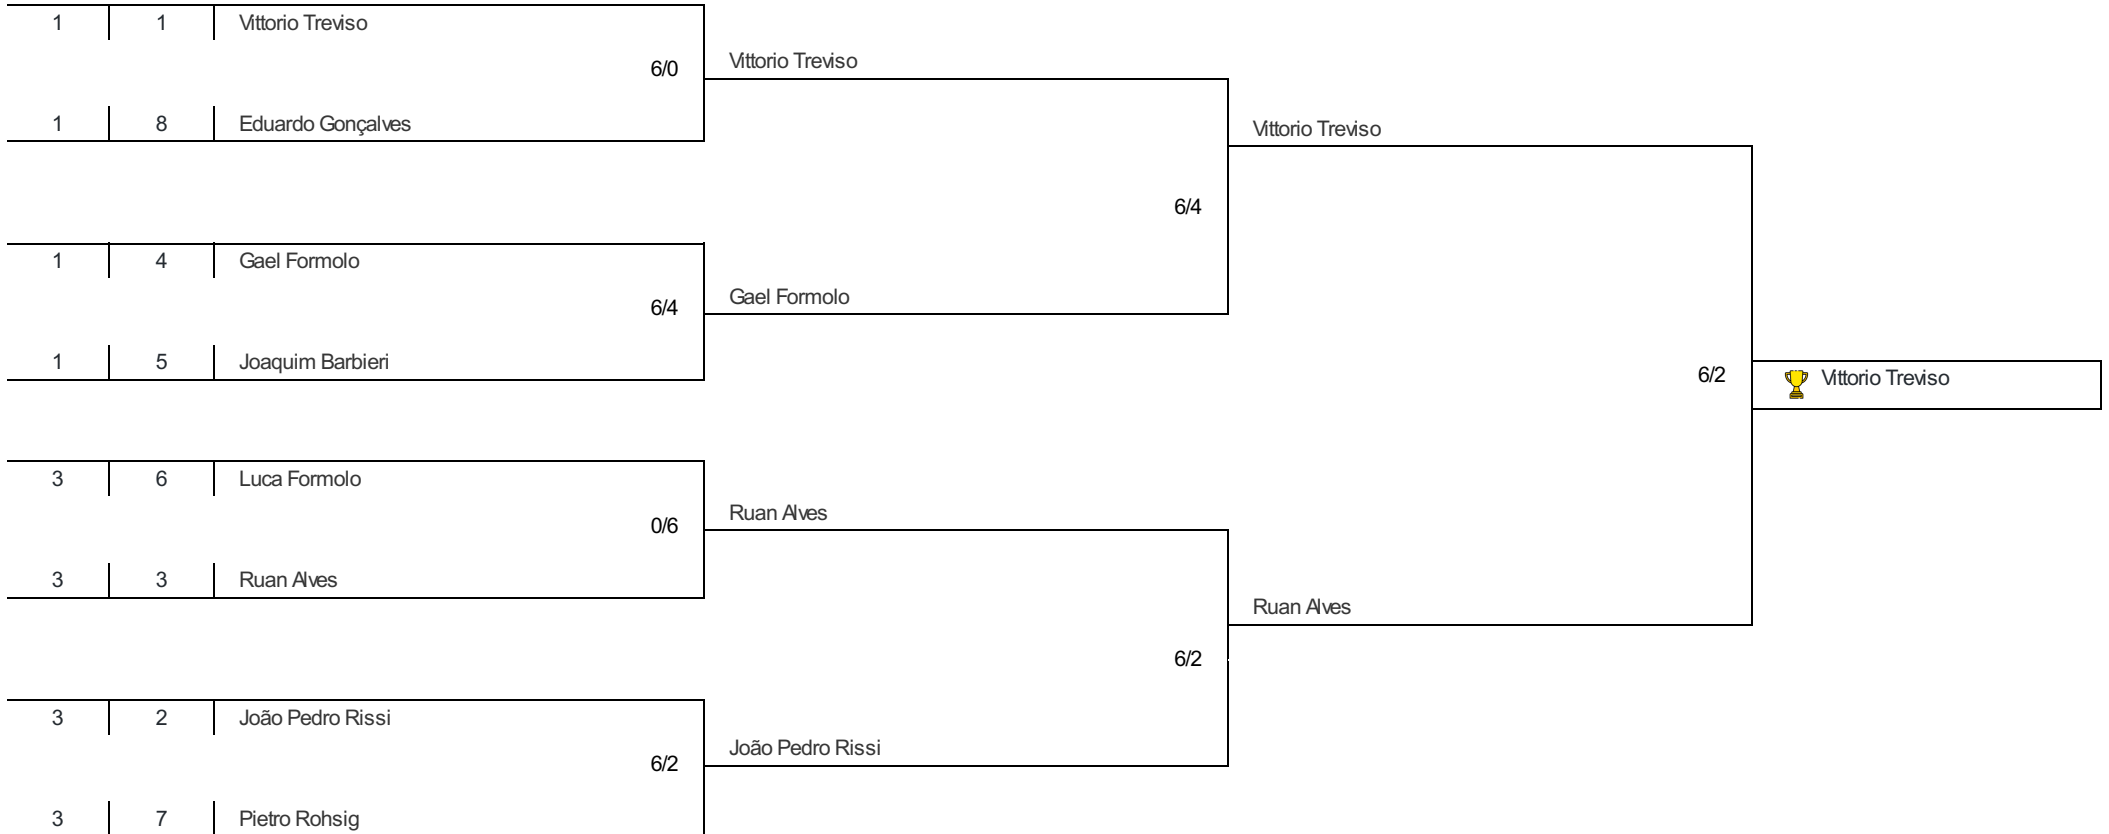 1 1 Vittorio Treviso
6/0
Vittorio Treviso
1 8 Eduardo Gonçalves
Vittorio Treviso
6/4
1 4 Gael Formolo
6/4
Gael Formolo
1 5 Joaquim Barbieri
6/2
Vittorio Treviso
3 6 Luca Formolo
0/6
Ruan Alves
3 3 Ruan Alves
Ruan Alves
6/2
3 2 João Pedro Rissi
6/2
João Pedro Rissi
3 7 Pietro Rohsig